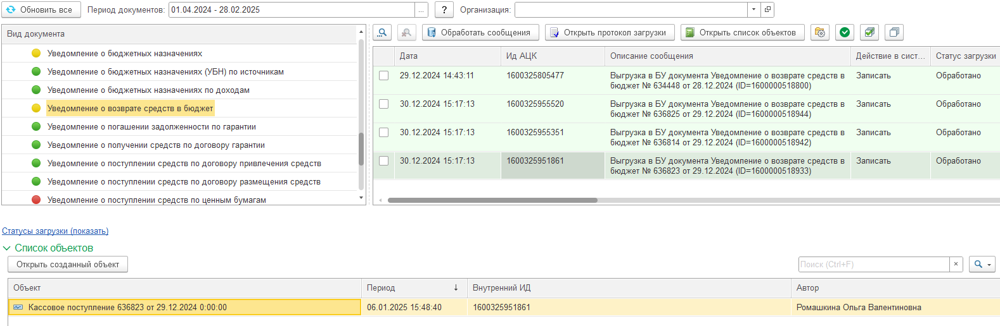 Обновить все
Период документов:
01.04.2024 - 28.02.2025
...
?
Организация:
Вид документа
Уведомление о бюджетных назначениях
Уведомление о бюджетных назначениях (УБН) по источникам
Уведомление о бюджетных назначениях по доходам
Уведомление о возврате средств в бюджет
Уведомление о погашении задолженности по гарантии
Уведомление о получении средств по договору гарантии
Уведомление о поступлении средств по договору привлечения средств
Уведомление о поступлении средств по договору размещения средств
Уведомление о поступлении средств по ценным бумагам
Обработать сообщения
Открыть протокол загрузки
Открыть список объектов
Дата Ид АЦК Описание сообщения Действие в сист... Статус загрузки
29.12.2024 14:43:11 1600325805477 Выгрузка в БУ документа Уведомление о возврате средств в Записать Обработано
бюджет № 634448 от 28.12.2024 (ID=1600000518800)
30.12.2024 15:17:13 1600325955520 Выгрузка в БУ документа Уведомление о возврате средств в Записать Обработано
бюджет № 636825 от 29.12.2024 (ID=1600000518944)
30.12.2024 15:17:13 1600325955351 Выгрузка в БУ документа Уведомление о возврате средств в Записать Обработано
бюджет № 636814 от 29.12.2024 (ID=1600000518942)
30.12.2024 15:17:13 1600325951861 Выгрузка в БУ документа Уведомление о возврате средств в Записать Обработано
бюджет № 636823 от 29.12.2024 (ID=1600000518933)
Статусы загрузки (показать)
Список объектов
Открыть созданный объект
Поиск (Ctrl+F)
×
Объект Период ↓ Внутренний ИД Автор
Кассовое поступление 636823 от 29.12.2024 0:00:00 06.01.2025 15:48:40 1600325951861 Ромашкина Ольга Валентиновна